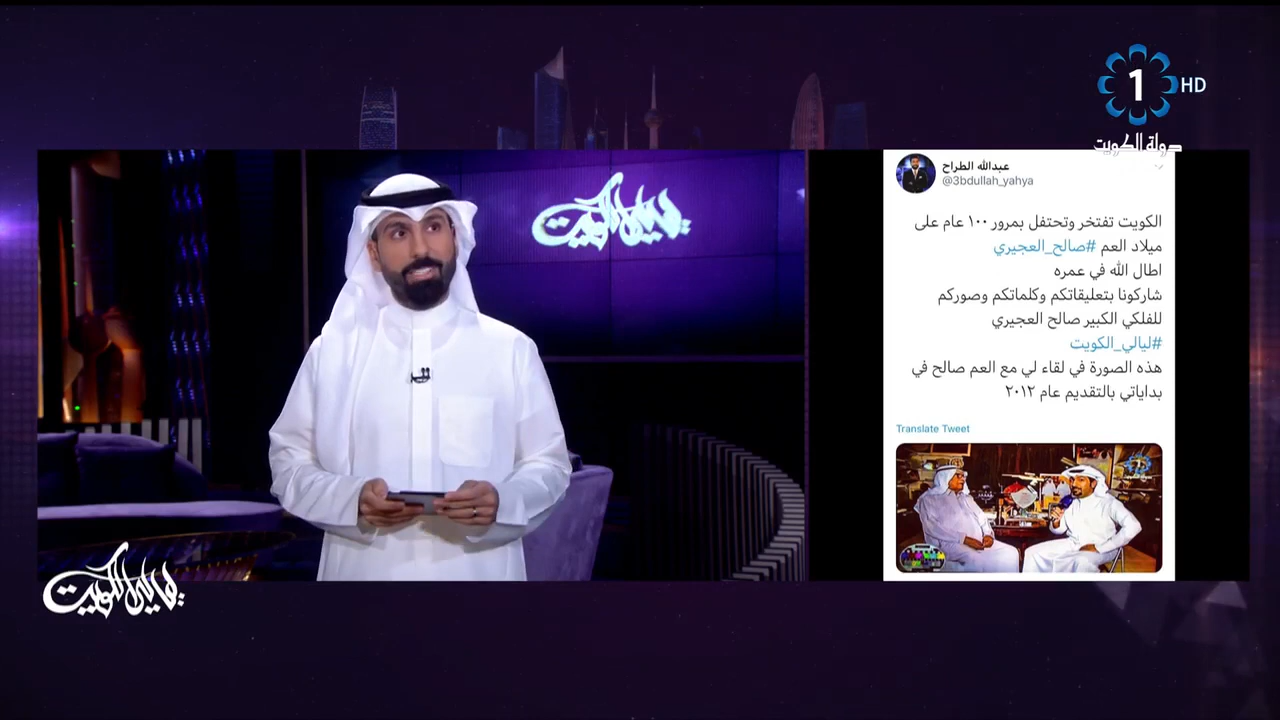 1 HD
دولة الكويت
ليالي الكويت
عبدالله الطراح
@3bdullah_yahya
الكويت تفتخر وتحتفل بمرور ١٠٠ عام على
ميلاد العم #صالح_العجيري
اطال الله في عمره
شاركونا بتعليقاتكم وكلماتكم وصوركم
للفلكي الكبير صالح العجيري
#ليالي_الكويت
هذه الصورة في لقاء لي مع العم صالح في
بداياتي بالتقديم عام ٢٠١٢
Translate Tweet
ليالي الكويت